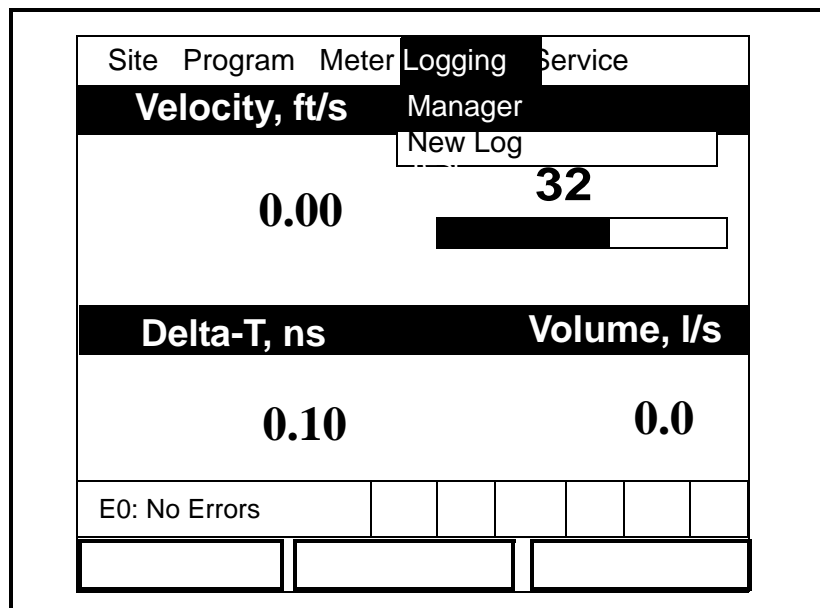 Site Program Meter Logging Service
Velocity, ft/s
Manager
New Log
32
0.00
Delta-T, ns
Volume, l/s
0.10
0.0
E0: No Errors